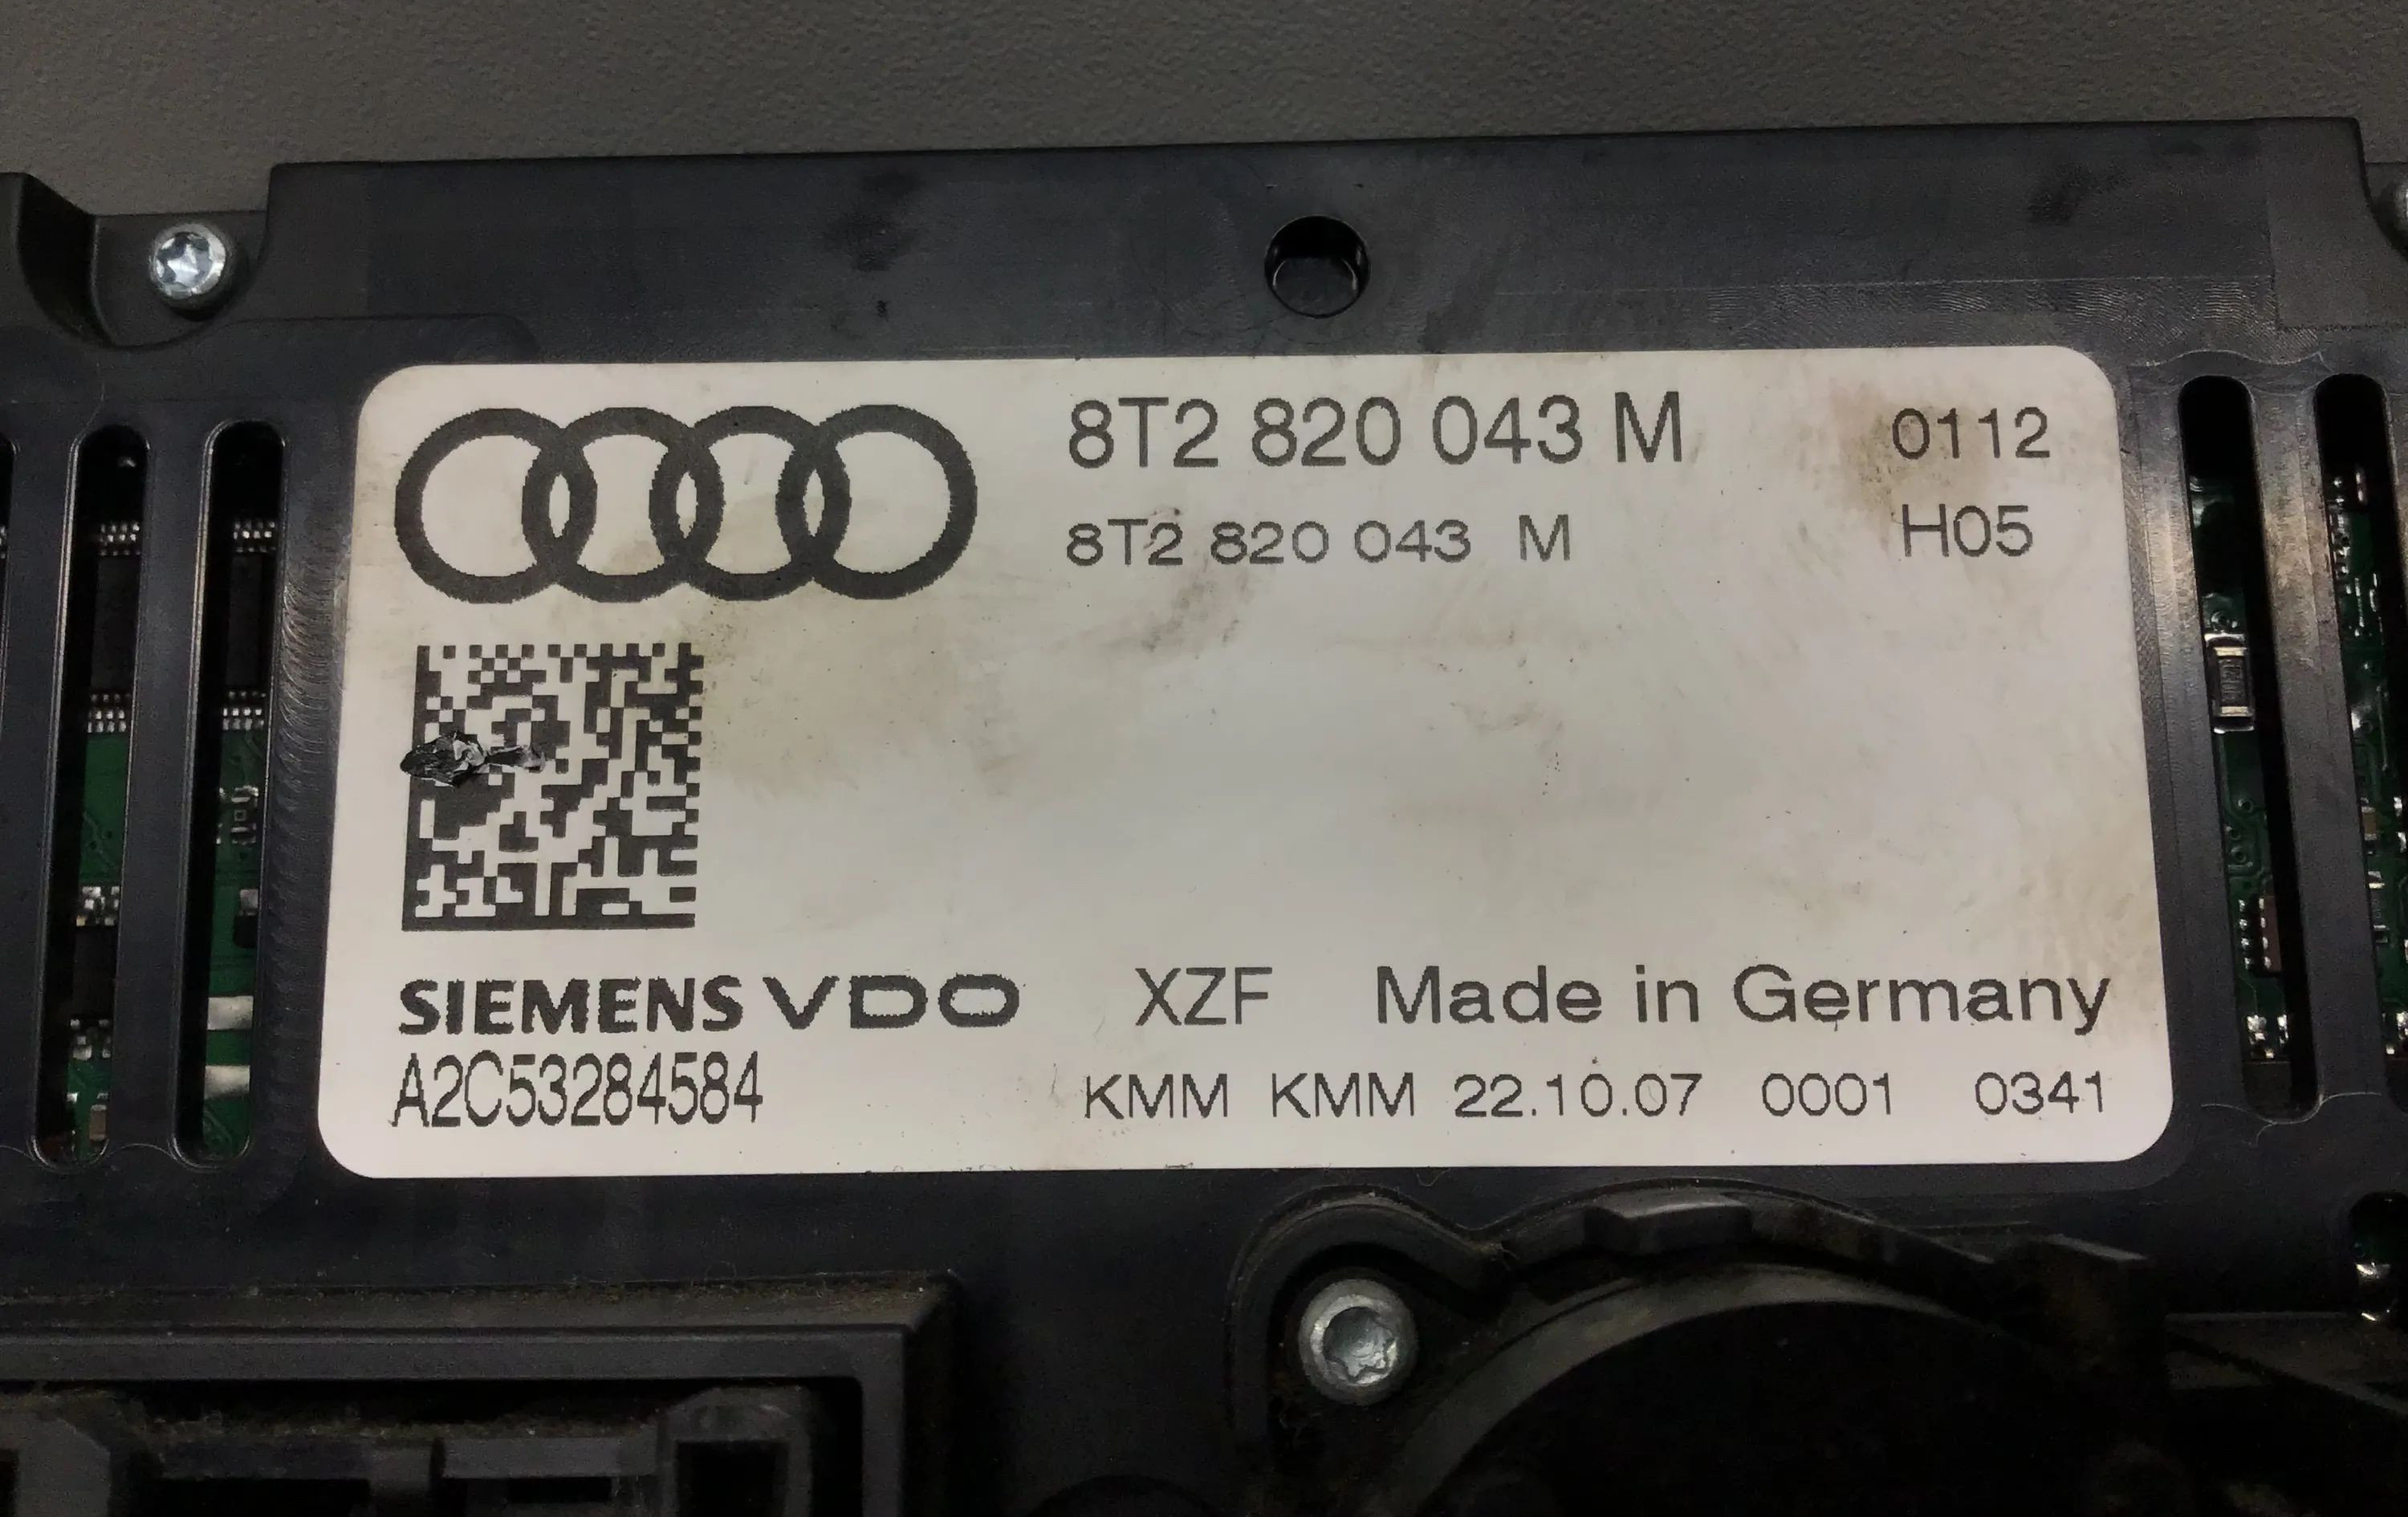 8T2 820 043 M 0112
8T2 820 043 M H05
SIEMENS VDO XZF Made in Germany
A2C53284584 KMM KMM 22.10.07 0001 0341